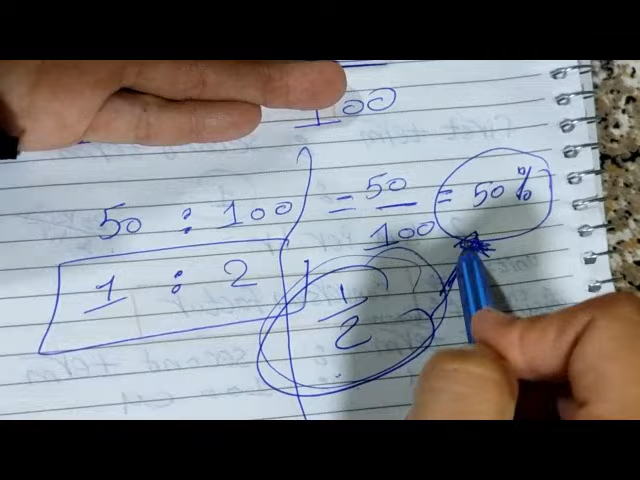 100
50 : 100 = 50/100 = 50%
1 : 2
1/2